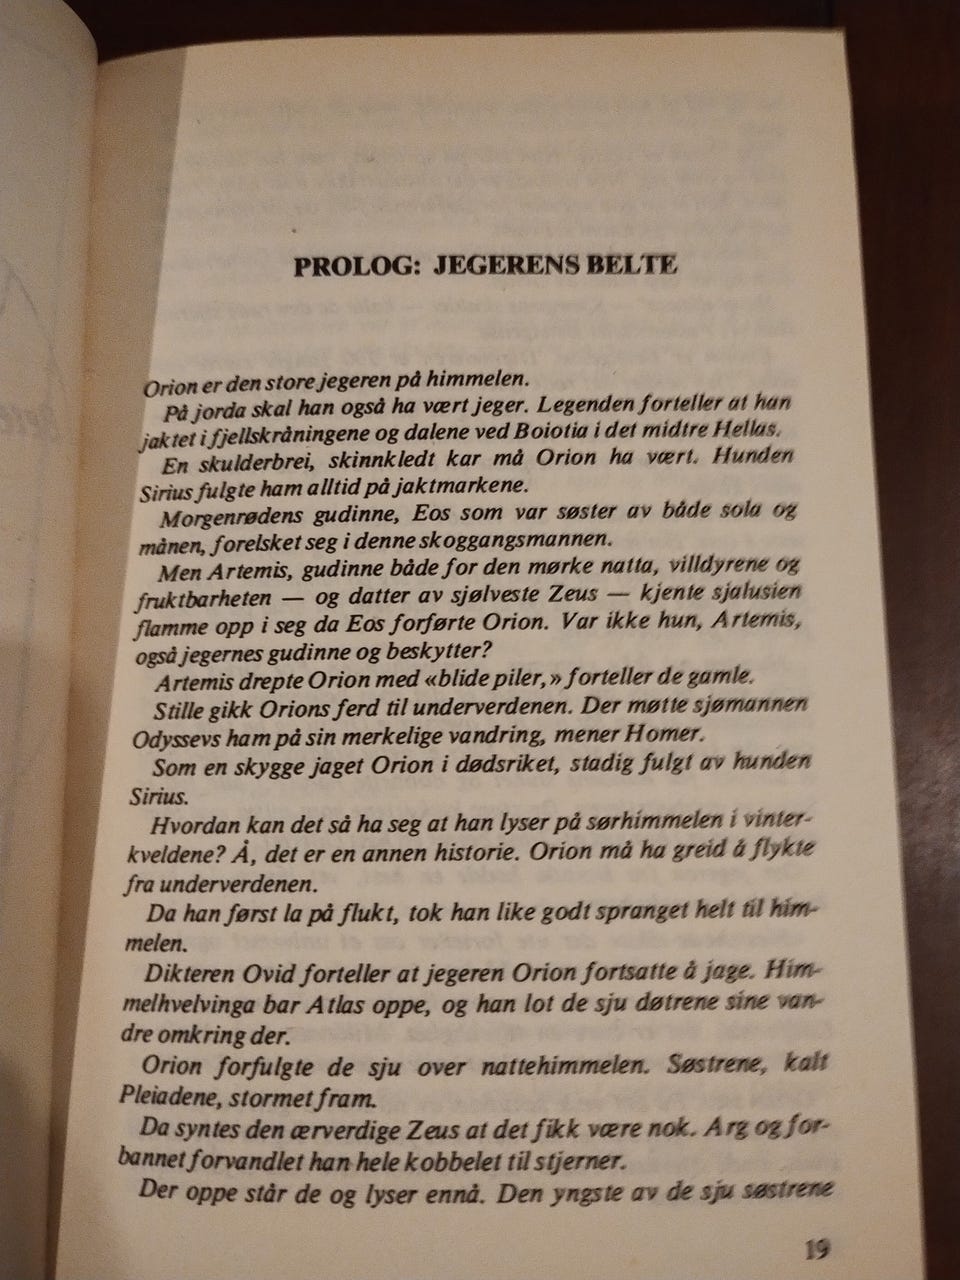 PROLOG: JEGERENS BELTE
Orion er den store jegeren på himmelen.
På jorda skal han også ha vært jeger. Legenden forteller at han
jaktet i fjellskråningene og dalene ved Boiotia i det midtre Hellas.
En skulderbrei, skinnkledt kar må Orion ha vært. Hunden
Sirius fulgte ham alltid på jaktmarkene.
Morgenrødens gudinne, Eos som var søster av både sola og
månen, forelsket seg i denne skoggangsmannen.
Men Artemis, gudinne både for den mørke natta, villdyrene og
fruktbarheten — og datter av sjølveste Zeus — kjente sjalusien
flamme opp i seg da Eos forførte Orion. Var ikke hun, Artemis,
også jegernes gudinne og beskytter?
Artemis drepte Orion med «blide piler,» forteller de gamle.
Stille gikk Orions ferd til underverdenen. Der møtte sjømannen
Odyssevs ham på sin merkelige vandring, mener Homer.
Som en skygge jaget Orion i dødsriket, stadig fulgt av hunden
Sirius.
Hvordan kan det så ha seg at han lyser på sørhimmelen i vinter-
kveldene? Å, det er en annen historie. Orion må ha greid å flykte
fra underverdenen.
Da han først la på flukt, tok han like godt spranget helt til him-
melen.
Dikteren Ovid forteller at jegeren Orion fortsatte å jage. Him-
melhvelvinga bar Atlas oppe, og han lot de sju døtrene sine van-
dre omkring der.
Orion forfulgte de sju over nattehimmelen. Søstrene, kalt
Pleiadene, stormet fram.
Da syntes den ærverdige Zeus at det fikk være nok. Arg og for-
bannet forvandlet han hele kobbelet til stjerner.
Der oppe står de og lyser ennå. Den yngste av de sju søstrene
19